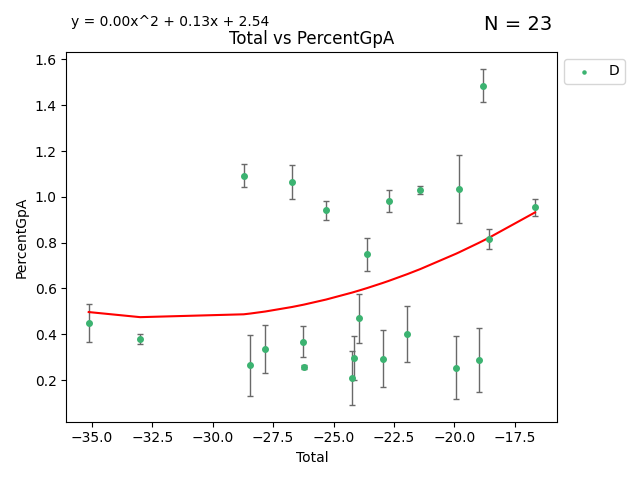 y = 0.00x^2 + 0.13x + 2.54
N = 23
Total vs PercentGpA
D
PercentGpA
1.6
1.4
1.2
1.0
0.8
0.6
0.4
0.2
−35.0 −32.5 −30.0 −27.5 −25.0 −22.5 −20.0 −17.5
Total